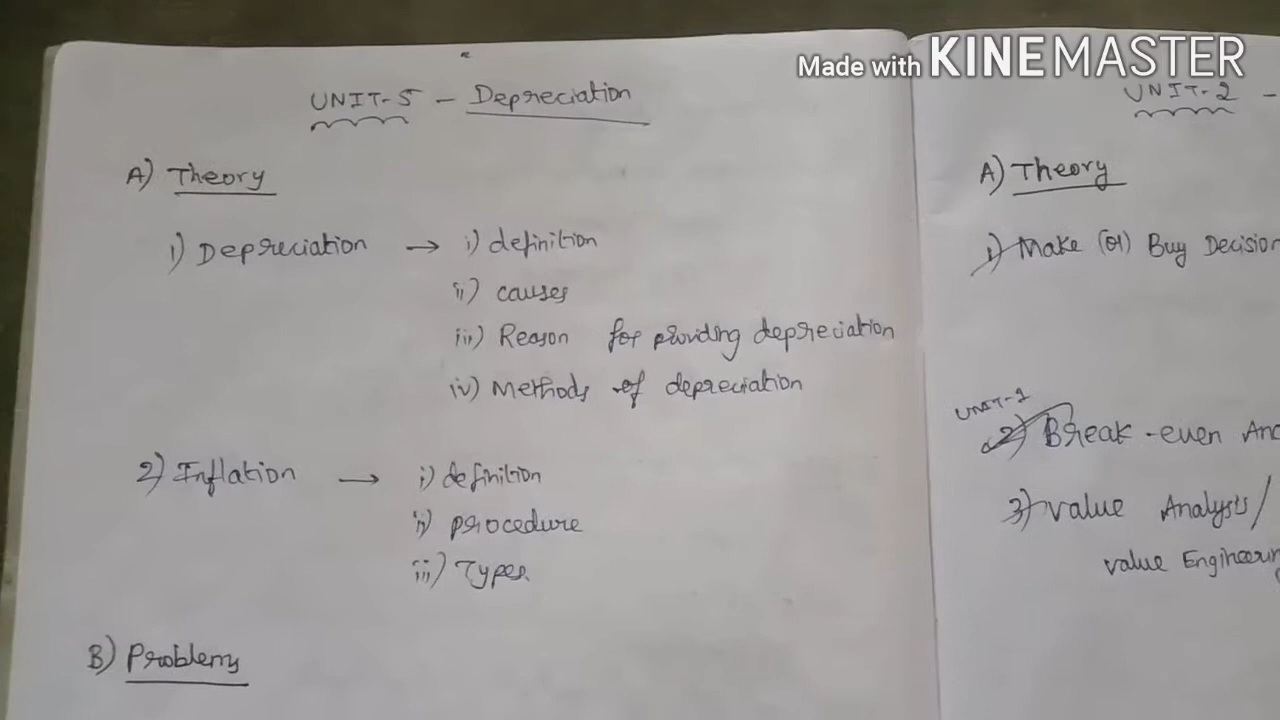 Made with KINEMASTER
UNIT-5 - Depreciation
A) Theory
1) Depreciation → i) definition
ii) causes
iii) Reason for providing depreciation
iv) Methods of depreciation
2) Inflation → i) definition
ii) procedure
iii) Types
B) Problems
UNIT-2 -
A) Theory
1) Make (or) Buy Decision
UNIT-1
2) Break-even Ana
3) value Analysis/
value Engineerin